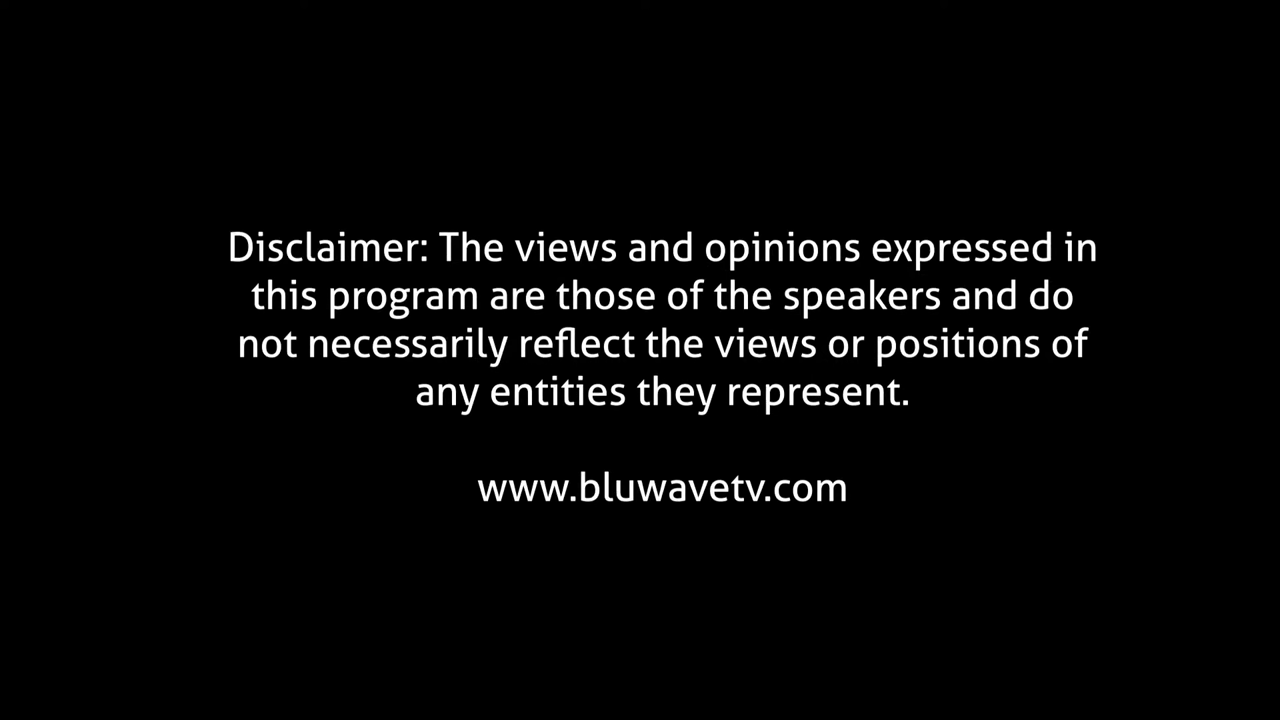 Disclaimer: The views and opinions expressed in
this program are those of the speakers and do
not necessarily reflect the views or positions of
any entities they represent.
www.bluwavetv.com